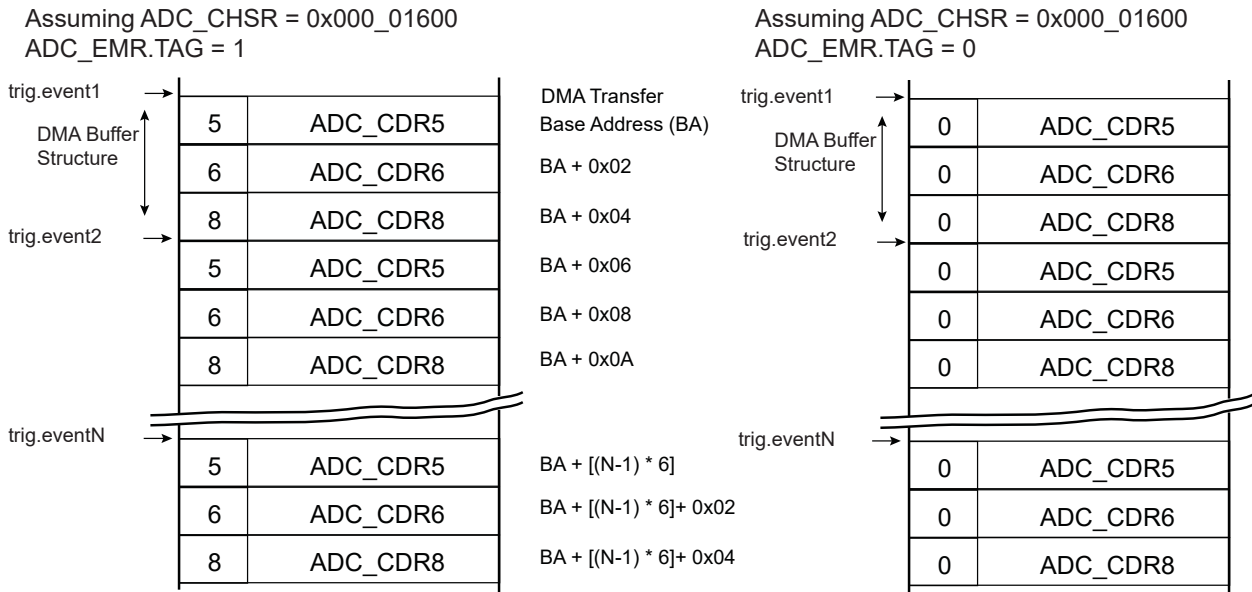 Assuming ADC_CHSR = 0x000_01600
ADC_EMR.TAG = 1
trig.event1
DMA Buffer
Structure
trig.event2
trig.eventN
5 ADC_CDR5
6 ADC_CDR6
8 ADC_CDR8
5 ADC_CDR5
6 ADC_CDR6
8 ADC_CDR8
5 ADC_CDR5
6 ADC_CDR6
8 ADC_CDR8
DMA Transfer
Base Address (BA)
BA + 0x02
BA + 0x04
BA + 0x06
BA + 0x08
BA + 0x0A
BA + [(N-1) * 6]
BA + [(N-1) * 6]+ 0x02
BA + [(N-1) * 6]+ 0x04
Assuming ADC_CHSR = 0x000_01600
ADC_EMR.TAG = 0
trig.event1
DMA Buffer
Structure
trig.event2
trig.eventN
0 ADC_CDR5
0 ADC_CDR6
0 ADC_CDR8
0 ADC_CDR5
0 ADC_CDR6
0 ADC_CDR8
0 ADC_CDR5
0 ADC_CDR6
0 ADC_CDR8